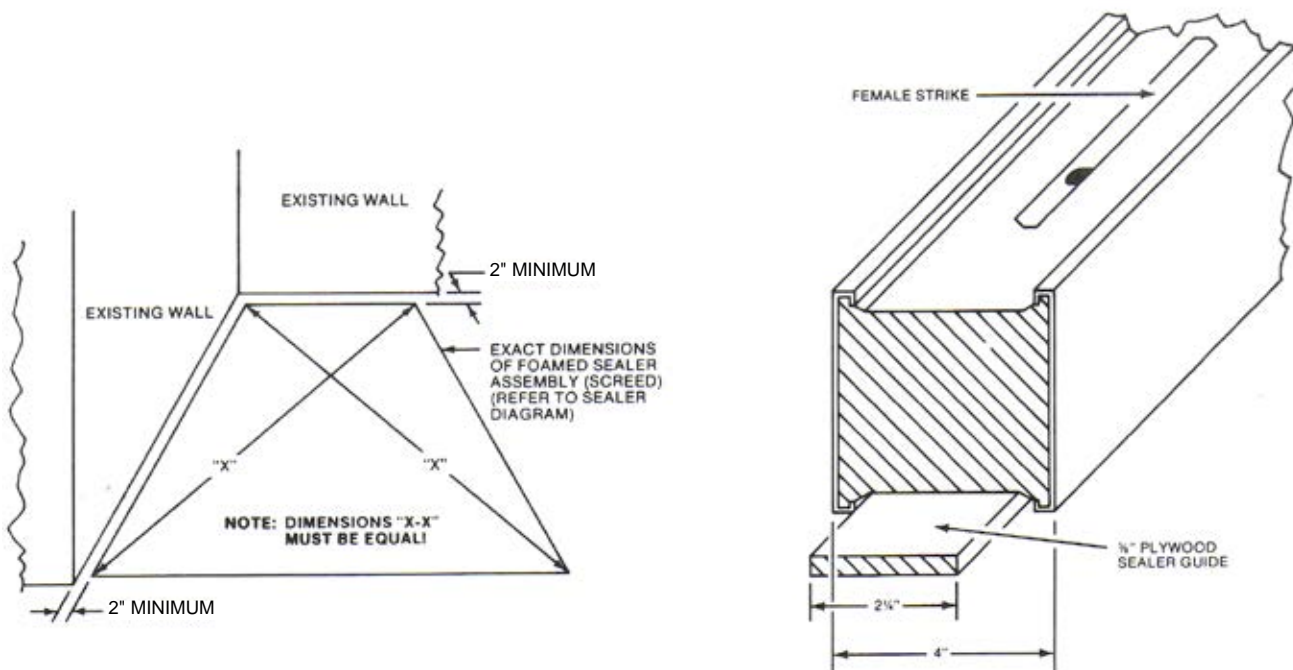 EXISTING WALL
2" MINIMUM
EXISTING WALL
EXACT DIMENSIONS
OF FOAMED SEALER
ASSEMBLY (SCREED)
(REFER TO SEALER
DIAGRAM)
"X"
"X"
NOTE: DIMENSIONS "X-X"
MUST BE EQUAL!
2" MINIMUM
FEMALE STRIKE
PLYWOOD
SEALER GUIDE
4"